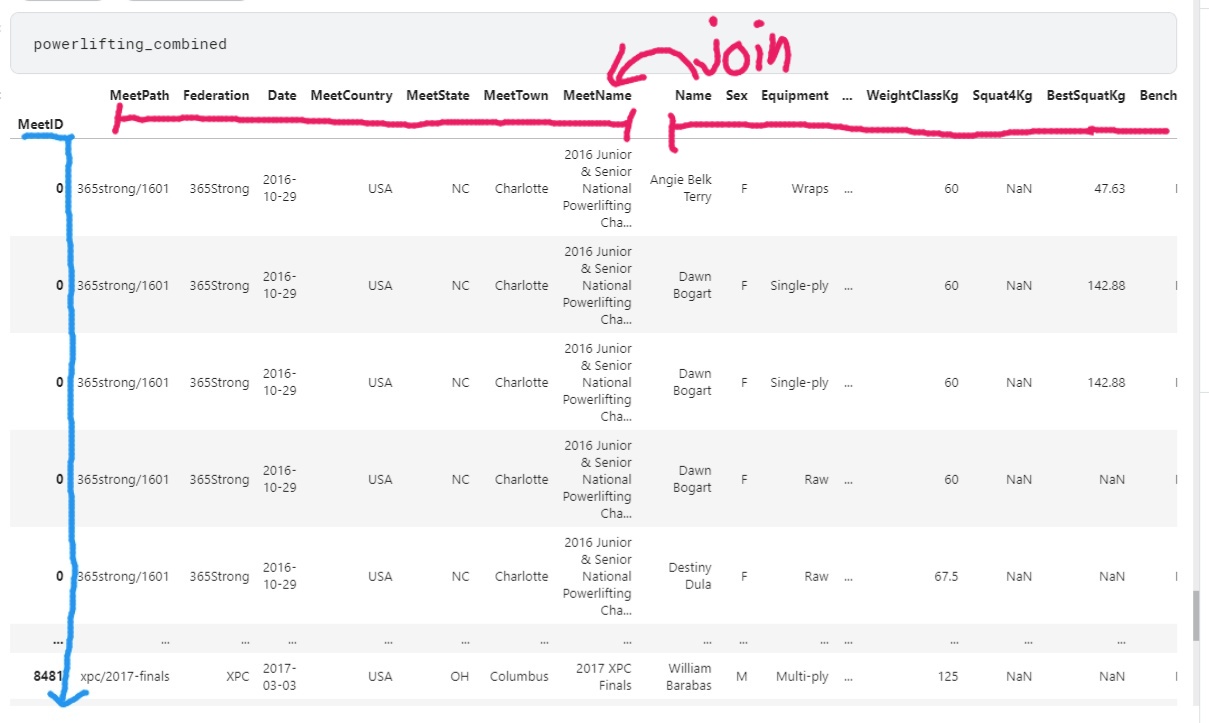 powerlifting_combined
join
MeetPath Federation Date MeetCountry MeetState MeetTown MeetName Name Sex Equipment ... WeightClassKg Squat4Kg BestSquatKg Bench
MeetID
0 365strong/1601 365Strong 2016-10-29 USA NC Charlotte 2016 Junior & Senior National Powerlifting Cha... Angie Belk Terry F Wraps ... 60 NaN 47.63
0 365strong/1601 365Strong 2016-10-29 USA NC Charlotte 2016 Junior & Senior National Powerlifting Cha... Dawn Bogart F Single-ply ... 60 NaN 142.88
0 365strong/1601 365Strong 2016-10-29 USA NC Charlotte 2016 Junior & Senior National Powerlifting Cha... Dawn Bogart F Single-ply ... 60 NaN 142.88
0 365strong/1601 365Strong 2016-10-29 USA NC Charlotte 2016 Junior & Senior National Powerlifting Cha... Dawn Bogart F Raw ... 60 NaN NaN
0 365strong/1601 365Strong 2016-10-29 USA NC Charlotte 2016 Junior & Senior National Powerlifting Cha... Destiny Dula F Raw ... 67.5 NaN NaN
... ... ... ... ... ... ... ... ... ... ... ... ... ... ...
8481 xpc/2017-finals XPC 2017-03-03 USA OH Columbus 2017 XPC Finals William Barabas M Multi-ply ... 125 NaN NaN